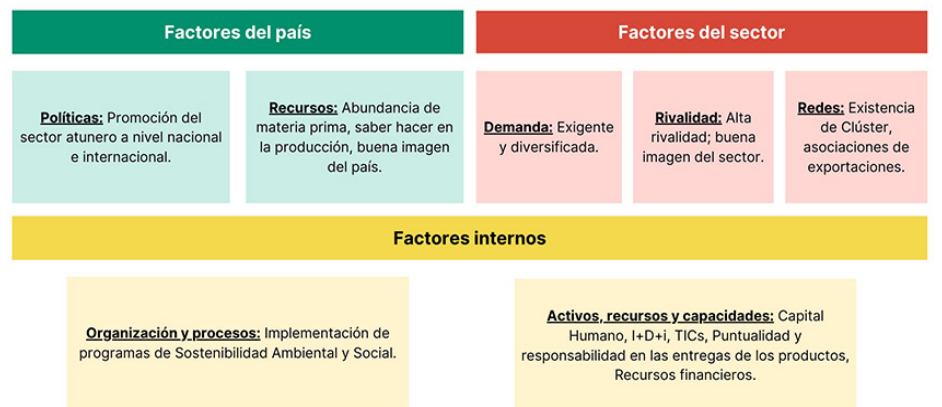 Factores del país
Factores del sector
Políticas: Promoción del
sector atunero a nivel nacional
e internacional.
Recursos: Abundancia de
materia prima, saber hacer en
la producción, buena imagen
del país.
Demanda: Exigente
y diversificada.
Rivalidad: Alta
rivalidad; buena
imagen del sector.
Redes: Existencia
de Clúster,
asociaciones de
exportaciones.
Factores internos
Organización y procesos: Implementación de
programas de Sostenibilidad Ambiental y Social.
Activos, recursos y capacidades: Capital
Humano, I+D+i, TICs, Puntualidad y
responsabilidad en las entregas de los productos,
Recursos financieros.